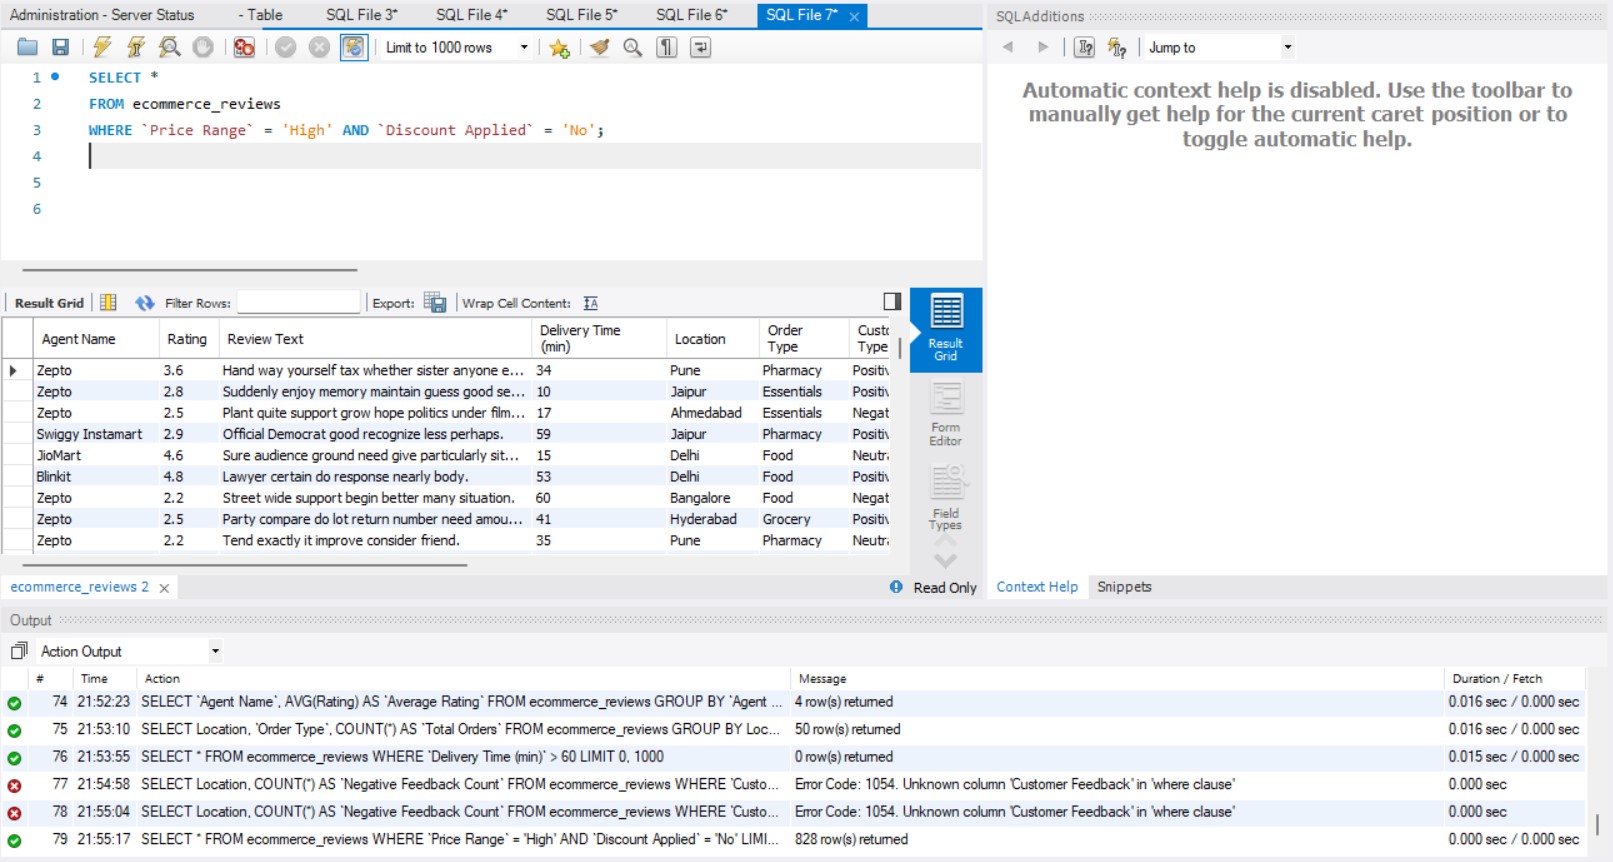 Administration - Server Status - Table SQL File 3* SQL File 4* SQL File 5* SQL File 6* SQL File 7*
Limit to 1000 rows
1 SELECT *
2 FROM ecommerce_reviews
3 WHERE `Price Range` = 'High' AND `Discount Applied` = 'No';
4
5
6
SQLAdditions
Jump to
Automatic context help is disabled. Use the toolbar to
manually get help for the current caret position or to
toggle automatic help.
Result Grid Filter Rows: Export: Wrap Cell Content:
Agent Name Rating Review Text Delivery Time (min) Location Order Type Custo Type
Zepto 3.6 Hand way yourself tax whether sister anyone e... 34 Pune Pharmacy Positiv
Zepto 2.8 Suddenly enjoy memory maintain guess good se... 10 Jaipur Essentials Positiv
Zepto 2.5 Plant quite support grow hope politics under film... 17 Ahmedabad Essentials Negat
Swiggy Instamart 2.9 Official Democrat good recognize less perhaps. 59 Jaipur Pharmacy Positiv
JioMart 4.6 Sure audience ground need give particularly sit... 15 Delhi Food Neutra
Blinkit 4.8 Lawyer certain do response nearly body. 53 Delhi Food Positiv
Zepto 2.2 Street wide support begin better many situation. 60 Bangalore Food Negat
Zepto 2.5 Party compare do lot return number need amou... 41 Hyderabad Grocery Positiv
Zepto 2.2 Tend exactly it improve consider friend. 35 Pune Pharmacy Neutra
Result
Grid
Form
Editor
Field
Types
ecommerce_reviews 2 Read Only
Context Help Snippets
Output
Action Output
# Time Action Message Duration / Fetch
74 21:52:23 SELECT `Agent Name`, AVG(Rating) AS `Average Rating` FROM ecommerce_reviews GROUP BY `Agent ... 4 row(s) returned 0.016 sec / 0.000 sec
75 21:53:10 SELECT Location, `Order Type`, COUNT(*) AS `Total Orders` FROM ecommerce_reviews GROUP BY Loc... 50 row(s) returned 0.016 sec / 0.000 sec
76 21:53:55 SELECT * FROM ecommerce_reviews WHERE `Delivery Time (min)` > 60 LIMIT 0, 1000 0 row(s) returned 0.015 sec / 0.000 sec
77 21:54:58 SELECT Location, COUNT(*) AS `Negative Feedback Count` FROM ecommerce_reviews WHERE `Custo... Error Code: 1054. Unknown column 'Customer Feedback' in 'where clause' 0.000 sec
78 21:55:04 SELECT Location, COUNT(*) AS `Negative Feedback Count` FROM ecommerce_reviews WHERE `Custo... Error Code: 1054. Unknown column 'Customer Feedback' in 'where clause' 0.000 sec
79 21:55:17 SELECT * FROM ecommerce_reviews WHERE `Price Range` = 'High' AND `Discount Applied` = 'No' LIMI... 828 row(s) returned 0.000 sec / 0.000 sec